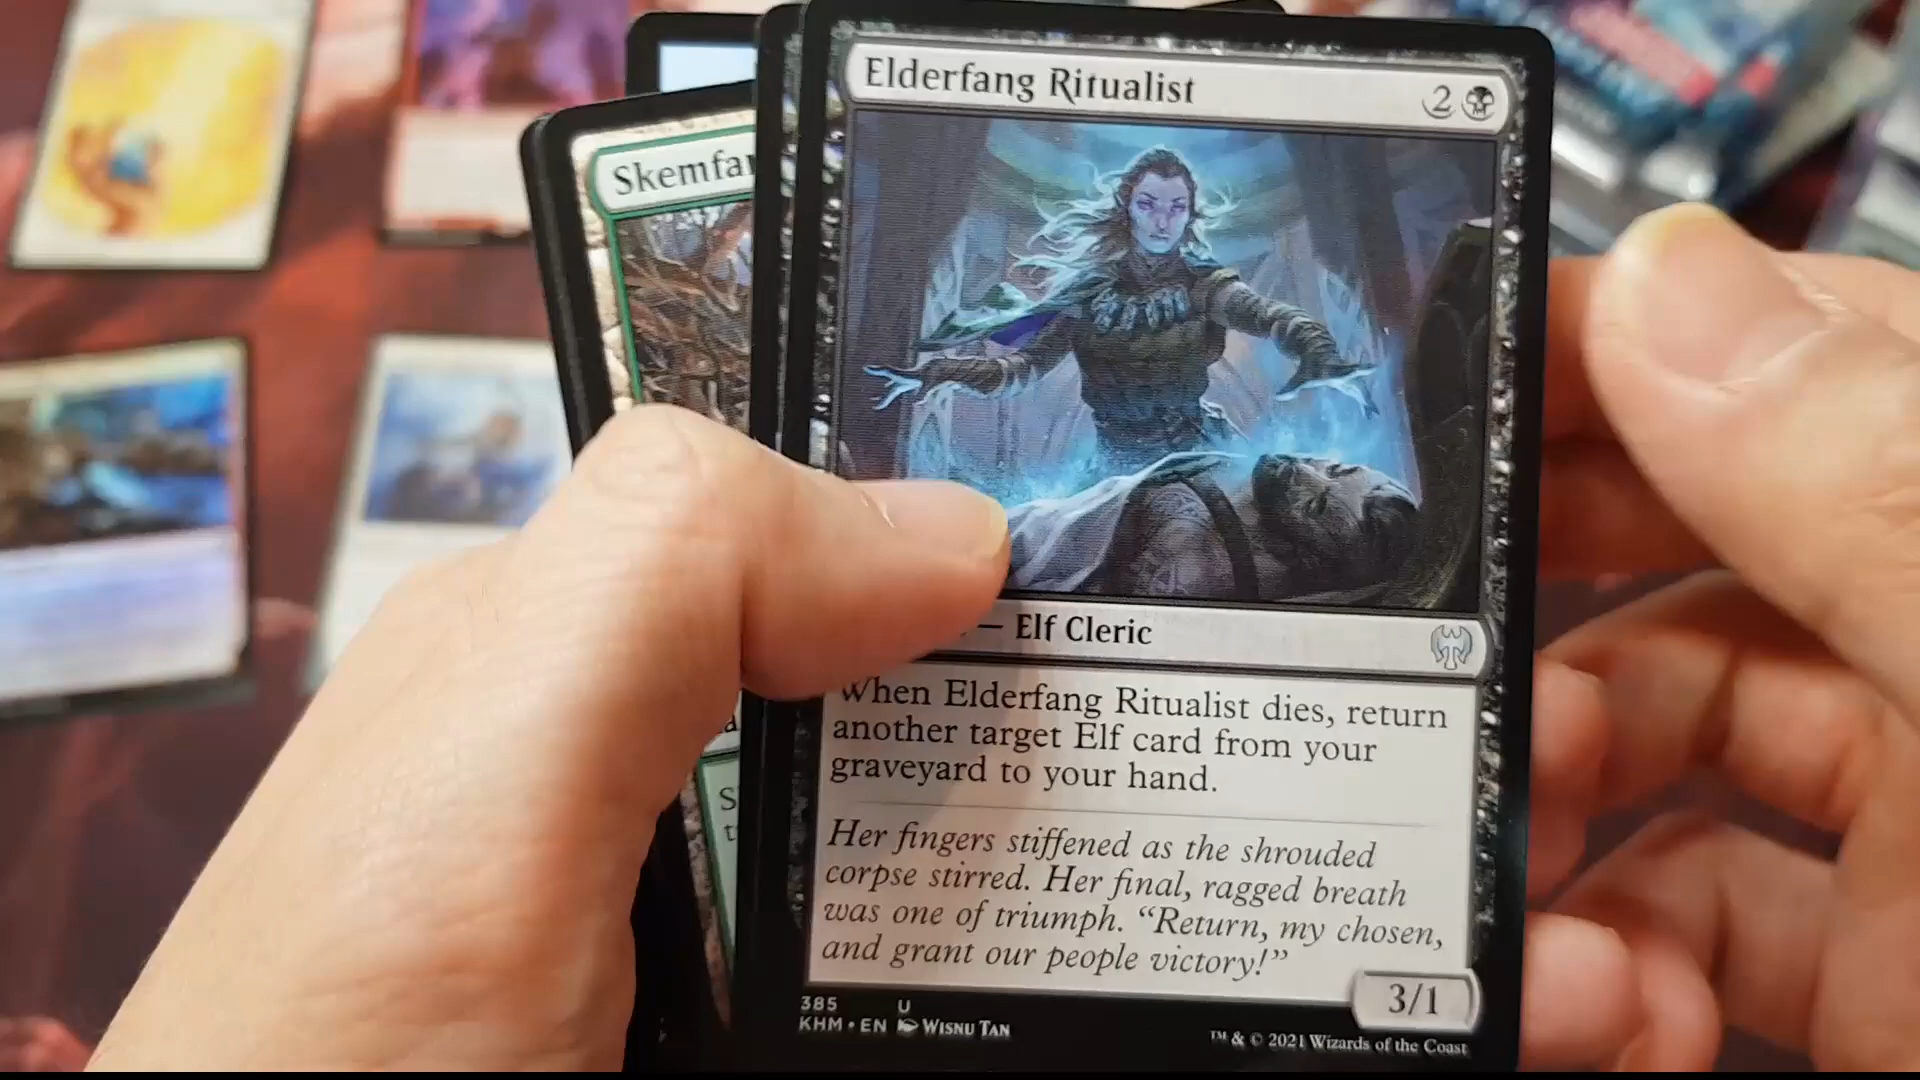 Elderfang Ritualist
2
Skemfa
— Elf Cleric
When Elderfang Ritualist dies, return
another target Elf card from your
graveyard to your hand.
Her fingers stiffened as the shrouded
corpse stirred. Her final, ragged breath
was one of triumph. “Return, my chosen,
and grant our people victory!”
3/1
385 U
KHM • EN Wisnu Tan
™ & © 2021 Wizards of the Coast